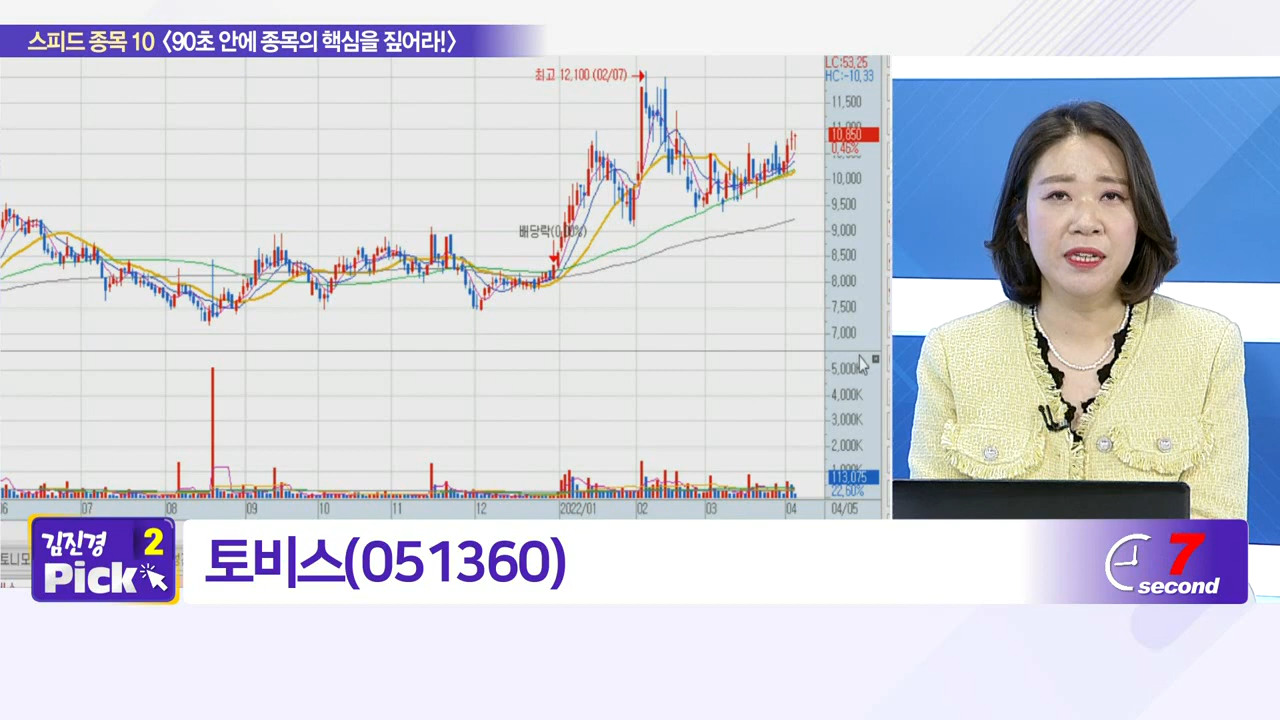 스피드 종목 10 <90초 안에 종목의 핵심을 짚어라!>
LC:53,25
HC:-10,33
최고 12,100 (02/07)
11,500
11,000
10,850
0,46%
10,000
9,500
9,000
8,500
8,000
7,500
7,000
배당락(0,00%)
5,000K
4,000K
3,000K
2,000K
1,000K
113,075
22,60%
06 07 08 09 10 11 12 2022/01 02 03 04 04/05
김진경 2
Pick
토비스(051360)
7
second